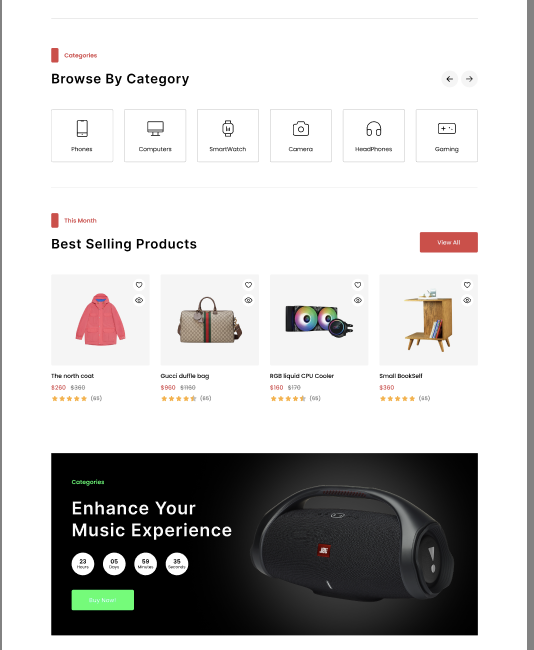 Categories
Browse By Category
Phones
Computers
SmartWatch
Camera
HeadPhones
Gaming
This Month
Best Selling Products
View All
The north coat
$260 $360
(65)
Gucci duffle bag
$960 $1160
(65)
RGB liquid CPU Cooler
$160 $170
(65)
Small BookSelf
$360
(65)
Categories
Enhance Your
Music Experience
23 05 59 35
Hours Days Minutes Seconds
JBL
Buy Now